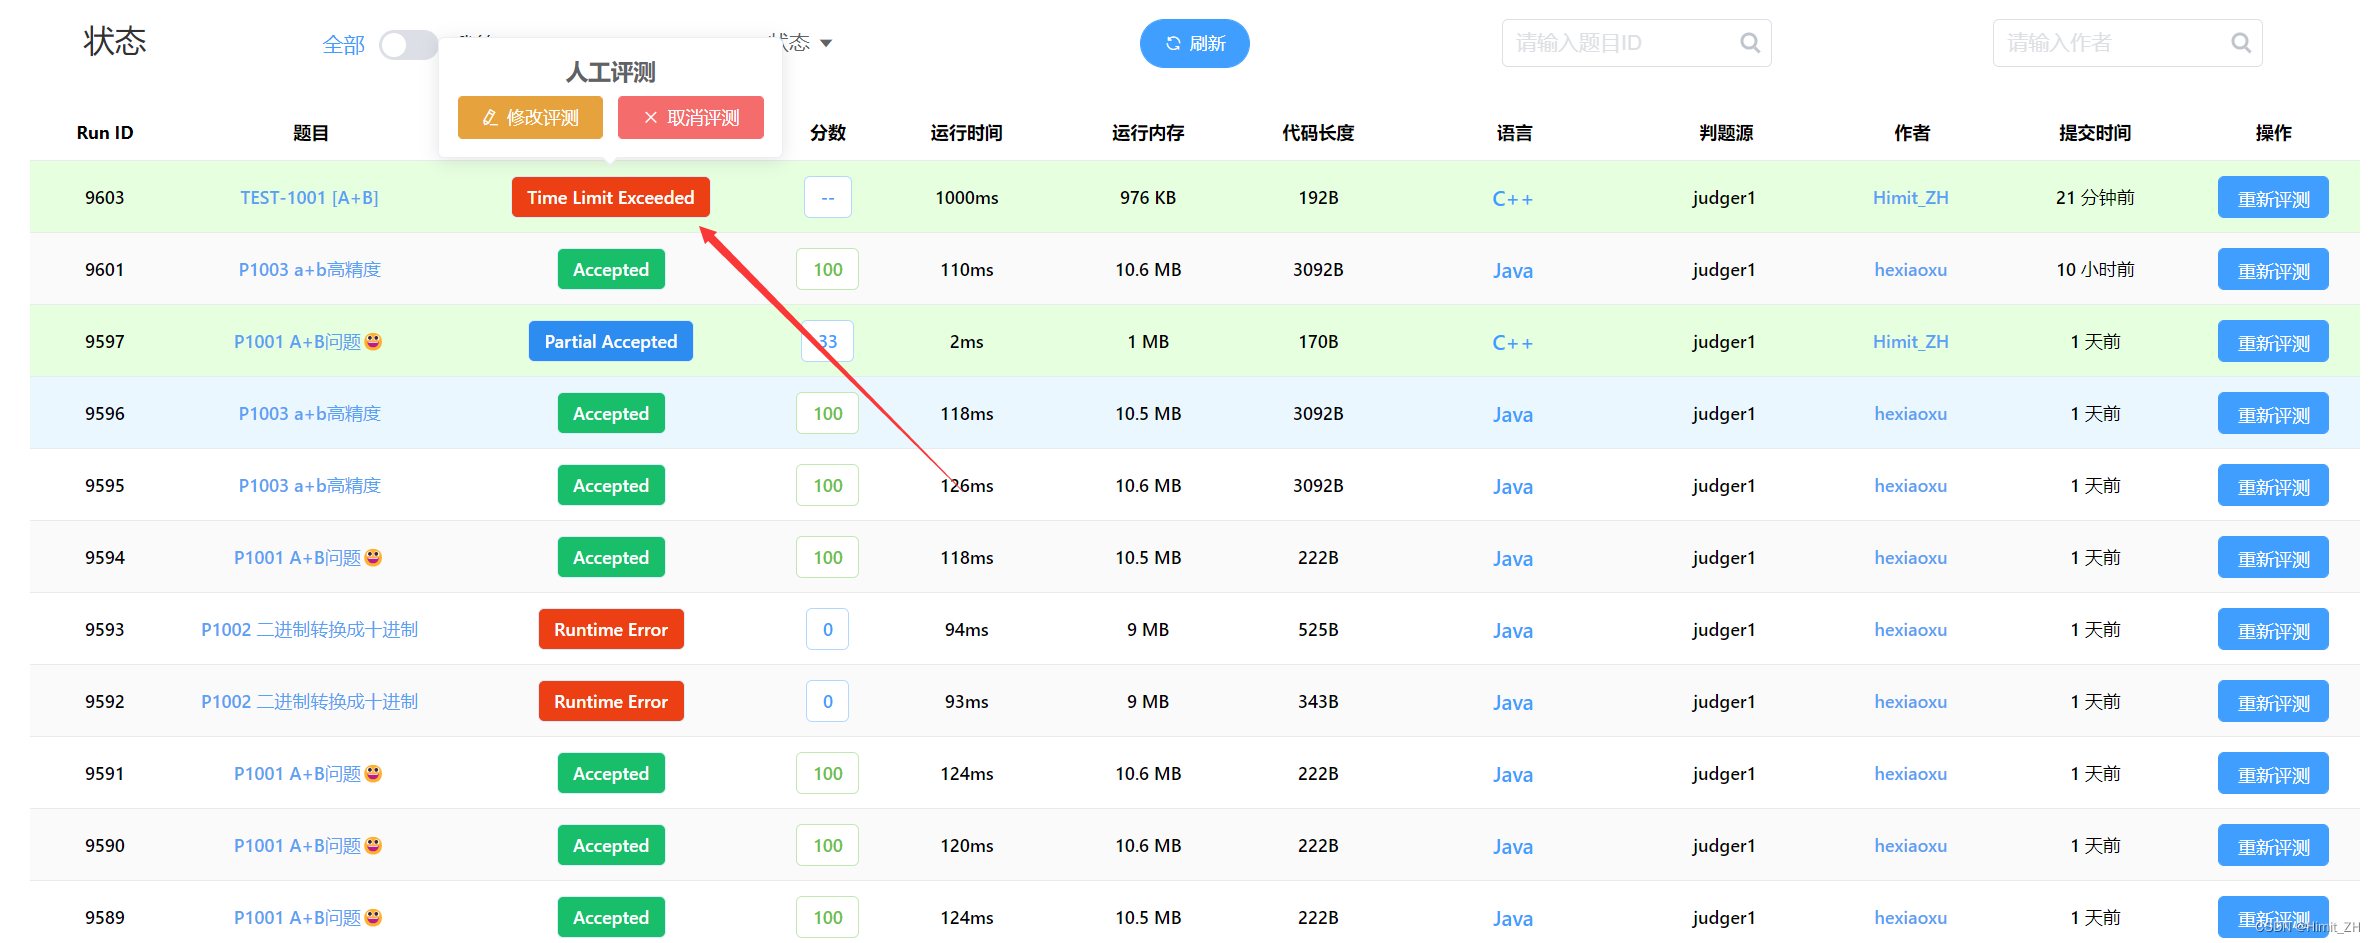 状态 全部 状态 刷新 请输入题目ID 请输入作者
人工评测
修改评测 取消评测
Run ID 题目 分数 运行时间 运行内存 代码长度 语言 判题源 作者 提交时间 操作
9603 TEST-1001 [A+B] Time Limit Exceeded -- 1000ms 976 KB 192B C++ judger1 Himit_ZH 21 分钟前 重新评测
9601 P1003 a+b高精度 Accepted 100 110ms 10.6 MB 3092B Java judger1 hexiaoxu 10 小时前 重新评测
9597 P1001 A+B问题😀 Partial Accepted 33 2ms 1 MB 170B C++ judger1 Himit_ZH 1 天前 重新评测
9596 P1003 a+b高精度 Accepted 100 118ms 10.5 MB 3092B Java judger1 hexiaoxu 1 天前 重新评测
9595 P1003 a+b高精度 Accepted 100 126ms 10.6 MB 3092B Java judger1 hexiaoxu 1 天前 重新评测
9594 P1001 A+B问题😀 Accepted 100 118ms 10.5 MB 222B Java judger1 hexiaoxu 1 天前 重新评测
9593 P1002 二进制转换成十进制 Runtime Error 0 94ms 9 MB 525B Java judger1 hexiaoxu 1 天前 重新评测
9592 P1002 二进制转换成十进制 Runtime Error 0 93ms 9 MB 343B Java judger1 hexiaoxu 1 天前 重新评测
9591 P1001 A+B问题😀 Accepted 100 124ms 10.6 MB 222B Java judger1 hexiaoxu 1 天前 重新评测
9590 P1001 A+B问题😀 Accepted 100 120ms 10.6 MB 222B Java judger1 hexiaoxu 1 天前 重新评测
9589 P1001 A+B问题😀 Accepted 100 124ms 10.5 MB 222B Java judger1 hexiaoxu 1 天前 重新评测
CSDN @Himit_ZH